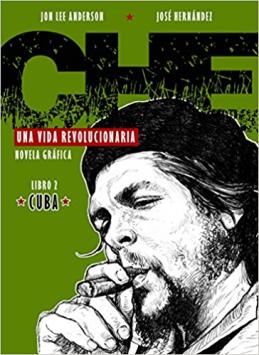 JON LEE ANDERSON ★ JOSÉ HERNÁNDEZ
CHE
UNA VIDA REVOLUCIONARIA
NOVELA GRÁFICA
LIBRO 2
★ CUBA ★